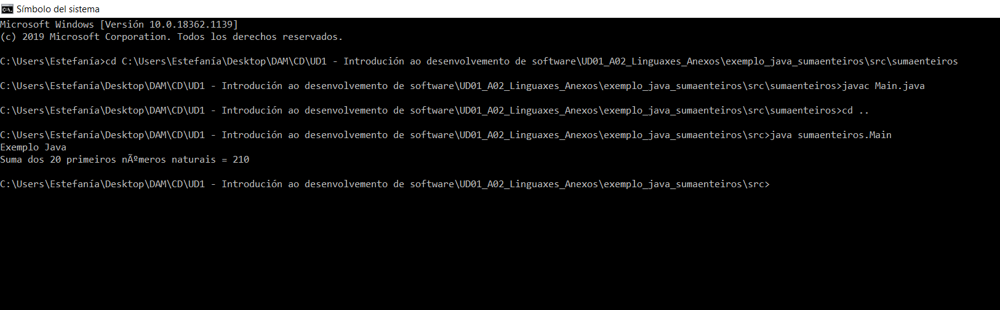 Símbolo del sistema
Microsoft Windows [Versión 10.0.18362.1139]
(c) 2019 Microsoft Corporation. Todos los derechos reservados.
C:\Users\Estefanía>cd C:\Users\Estefanía\Desktop\DAM\CD\UD1 - Introdución ao desenvolvemento de software\UD01_A02_Linguaxes_Anexos\exemplo_java_sumaenteiros\src\sumaenteiros
C:\Users\Estefanía\Desktop\DAM\CD\UD1 - Introdución ao desenvolvemento de software\UD01_A02_Linguaxes_Anexos\exemplo_java_sumaenteiros\src\sumaenteiros>javac Main.java
C:\Users\Estefanía\Desktop\DAM\CD\UD1 - Introdución ao desenvolvemento de software\UD01_A02_Linguaxes_Anexos\exemplo_java_sumaenteiros\src\sumaenteiros>cd ..
C:\Users\Estefanía\Desktop\DAM\CD\UD1 - Introdución ao desenvolvemento de software\UD01_A02_Linguaxes_Anexos\exemplo_java_sumaenteiros\src>java sumaenteiros.Main
Exemplo Java
Suma dos 20 primeiros nÃºmeros naturais = 210
C:\Users\Estefanía\Desktop\DAM\CD\UD1 - Introdución ao desenvolvemento de software\UD01_A02_Linguaxes_Anexos\exemplo_java_sumaenteiros\src>